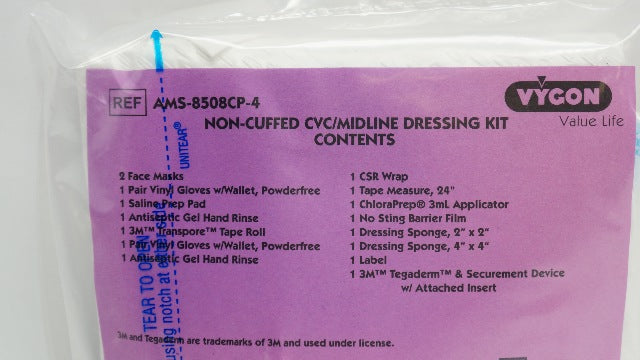 REF AMS-8508CP-4
VYGON
Value Life
NON-CUFFED CVC/MIDLINE DRESSING KIT
CONTENTS
2 Face Masks
1 Pair Vinyl Gloves w/Wallet, Powderfree
1 Saline Prep Pad
1 Antiseptic Gel Hand Rinse
1 3M™ Transpore™ Tape Roll
1 Pair Vinyl Gloves w/Wallet, Powderfree
1 Antiseptic Gel Hand Rinse
1 CSR Wrap
1 Tape Measure, 24"
1 ChloraPrep® 3mL Applicator
1 No Sting Barrier Film
1 Dressing Sponge, 2" x 2"
1 Dressing Sponge, 4" x 4"
1 Label
1 3M™ Tegaderm™ & Securement Device
w/ Attached Insert
3M and Tegaderm are trademarks of 3M and used under license.
UNITEAR®
TEAR TO OPEN
using notch at either side